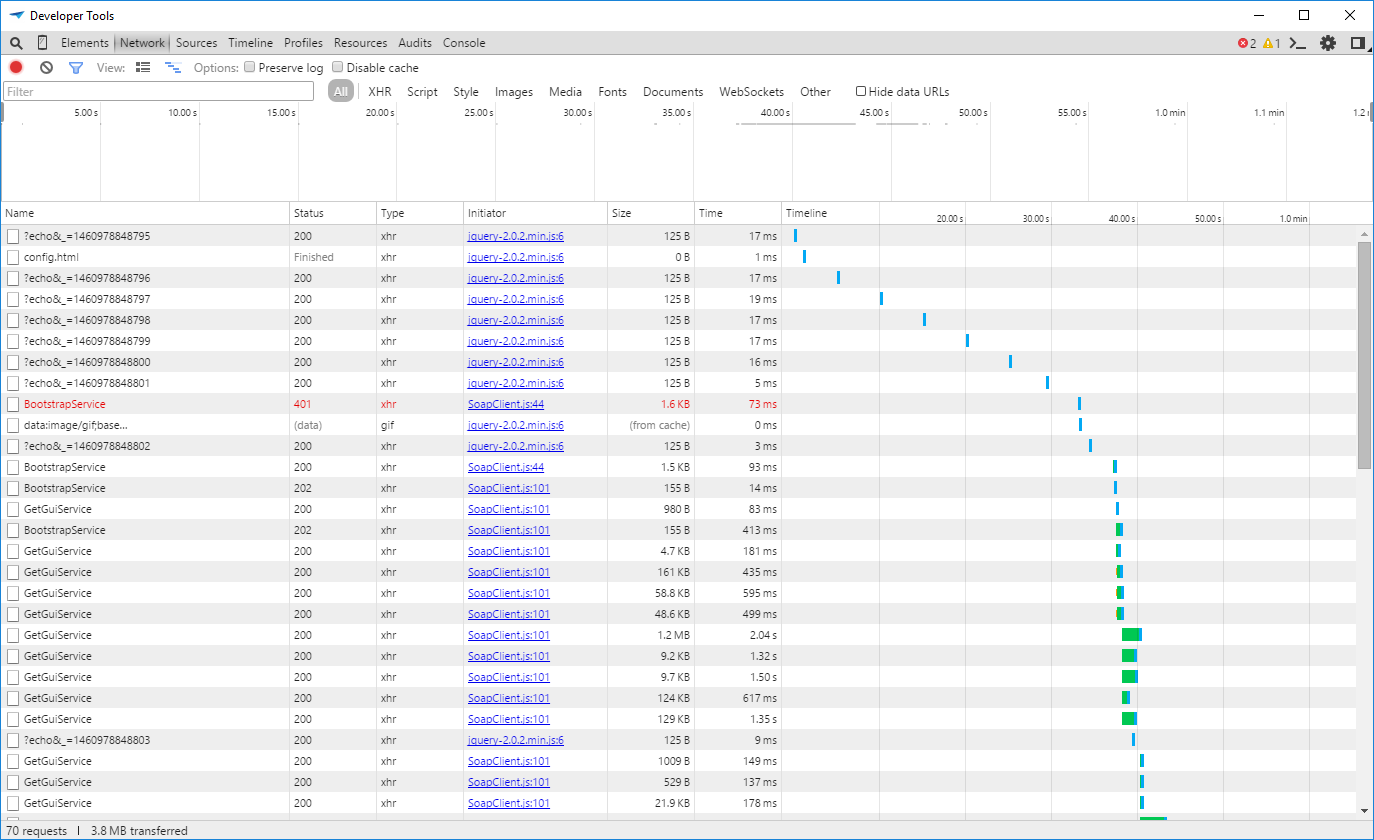 Developer Tools
Elements Network Sources Timeline Profiles Resources Audits Console 2 1
View: Options: Preserve log Disable cache
Filter All XHR Script Style Images Media Fonts Documents WebSockets Other Hide data URLs
5.00 s 10.00 s 15.00 s 20.00 s 25.00 s 30.00 s 35.00 s 40.00 s 45.00 s 50.00 s 55.00 s 1.0 min 1.1 min 1.2
Name Status Type Initiator Size Time Timeline 20.00 s 30.00 s 40.00 s 50.00 s 1.0 min
?echo&_=1460978848795 200 xhr jquery-2.0.2.min.js:6 125 B 17 ms
config.html Finished xhr jquery-2.0.2.min.js:6 0 B 1 ms
?echo&_=1460978848796 200 xhr jquery-2.0.2.min.js:6 125 B 17 ms
?echo&_=1460978848797 200 xhr jquery-2.0.2.min.js:6 125 B 19 ms
?echo&_=1460978848798 200 xhr jquery-2.0.2.min.js:6 125 B 17 ms
?echo&_=1460978848799 200 xhr jquery-2.0.2.min.js:6 125 B 17 ms
?echo&_=1460978848800 200 xhr jquery-2.0.2.min.js:6 125 B 16 ms
?echo&_=1460978848801 200 xhr jquery-2.0.2.min.js:6 125 B 5 ms
BootstrapService 401 xhr SoapClient.js:44 1.6 KB 73 ms
data:image/gif;base... (data) gif jquery-2.0.2.min.js:6 (from cache) 0 ms
?echo&_=1460978848802 200 xhr jquery-2.0.2.min.js:6 125 B 3 ms
BootstrapService 200 xhr SoapClient.js:44 1.5 KB 93 ms
BootstrapService 202 xhr SoapClient.js:101 155 B 14 ms
GetGuiService 200 xhr SoapClient.js:101 980 B 83 ms
BootstrapService 202 xhr SoapClient.js:101 155 B 413 ms
GetGuiService 200 xhr SoapClient.js:101 4.7 KB 181 ms
GetGuiService 200 xhr SoapClient.js:101 161 KB 435 ms
GetGuiService 200 xhr SoapClient.js:101 58.8 KB 595 ms
GetGuiService 200 xhr SoapClient.js:101 48.6 KB 499 ms
GetGuiService 200 xhr SoapClient.js:101 1.2 MB 2.04 s
GetGuiService 200 xhr SoapClient.js:101 9.2 KB 1.32 s
GetGuiService 200 xhr SoapClient.js:101 9.7 KB 1.50 s
GetGuiService 200 xhr SoapClient.js:101 124 KB 617 ms
GetGuiService 200 xhr SoapClient.js:101 129 KB 1.35 s
?echo&_=1460978848803 200 xhr jquery-2.0.2.min.js:6 125 B 9 ms
GetGuiService 200 xhr SoapClient.js:101 1009 B 149 ms
GetGuiService 200 xhr SoapClient.js:101 529 B 137 ms
GetGuiService 200 xhr SoapClient.js:101 21.9 KB 178 ms
70 requests | 3.8 MB transferred